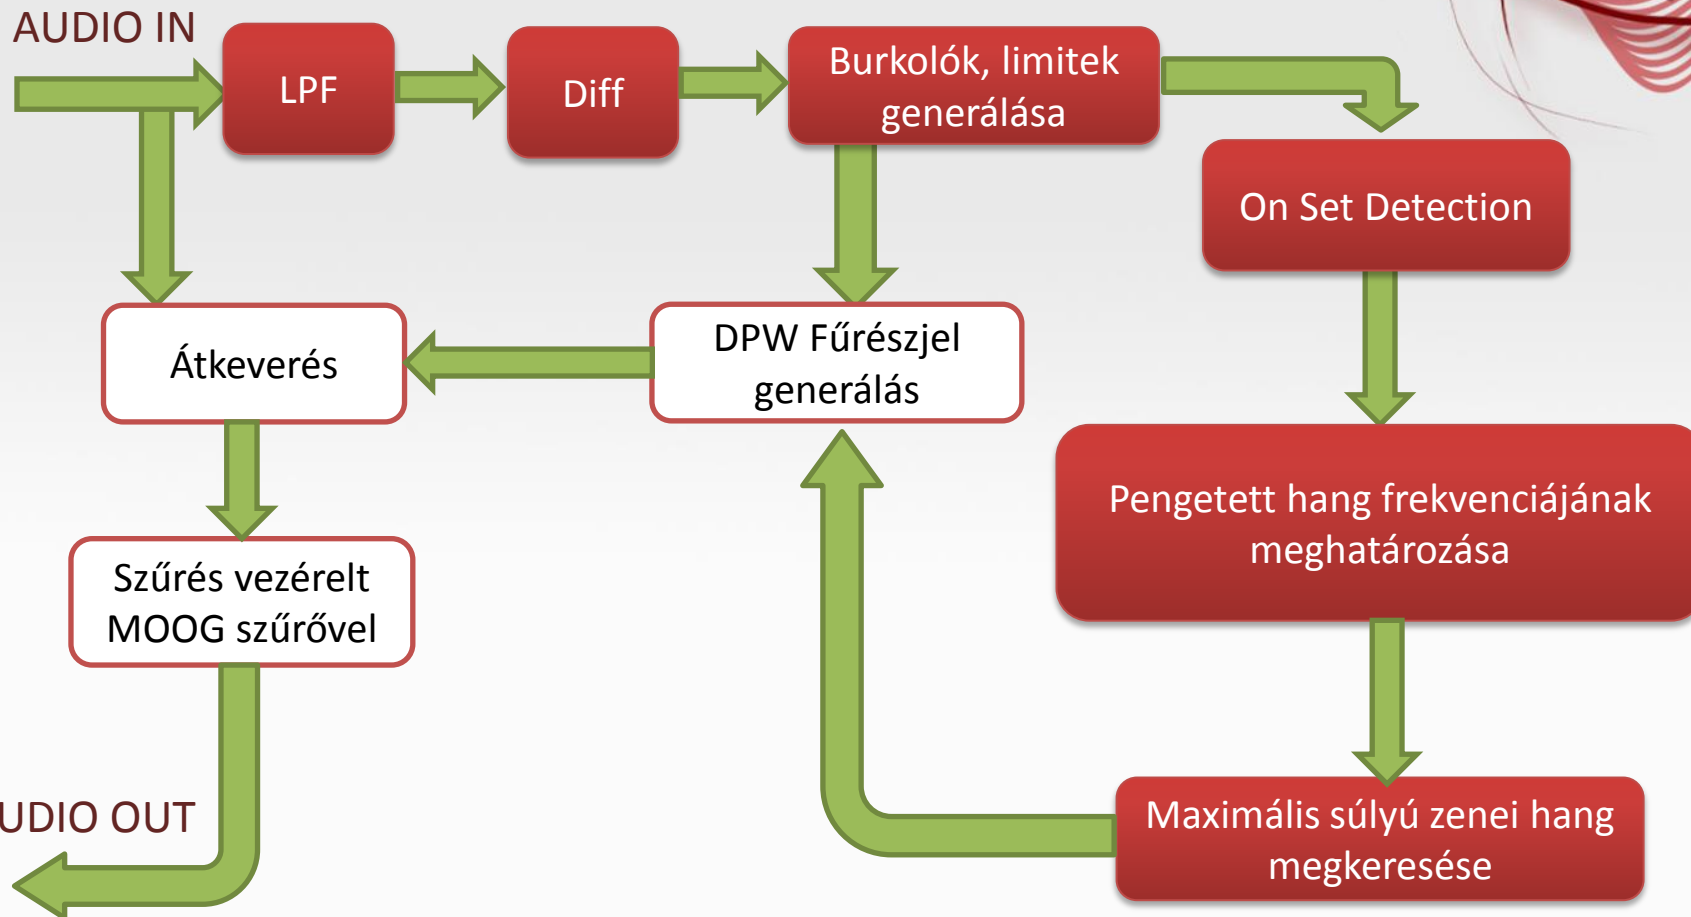 AUDIO IN
LPF
Diff
Burkolók, limitek
generálása
On Set Detection
Átkeverés
DPW Fűrészjel
generálás
Pengetett hang frekvenciájának
meghatározása
Szűrés vezérelt
MOOG szűrővel
UDIO OUT
Maximális súlyú zenei hang
megkeresése